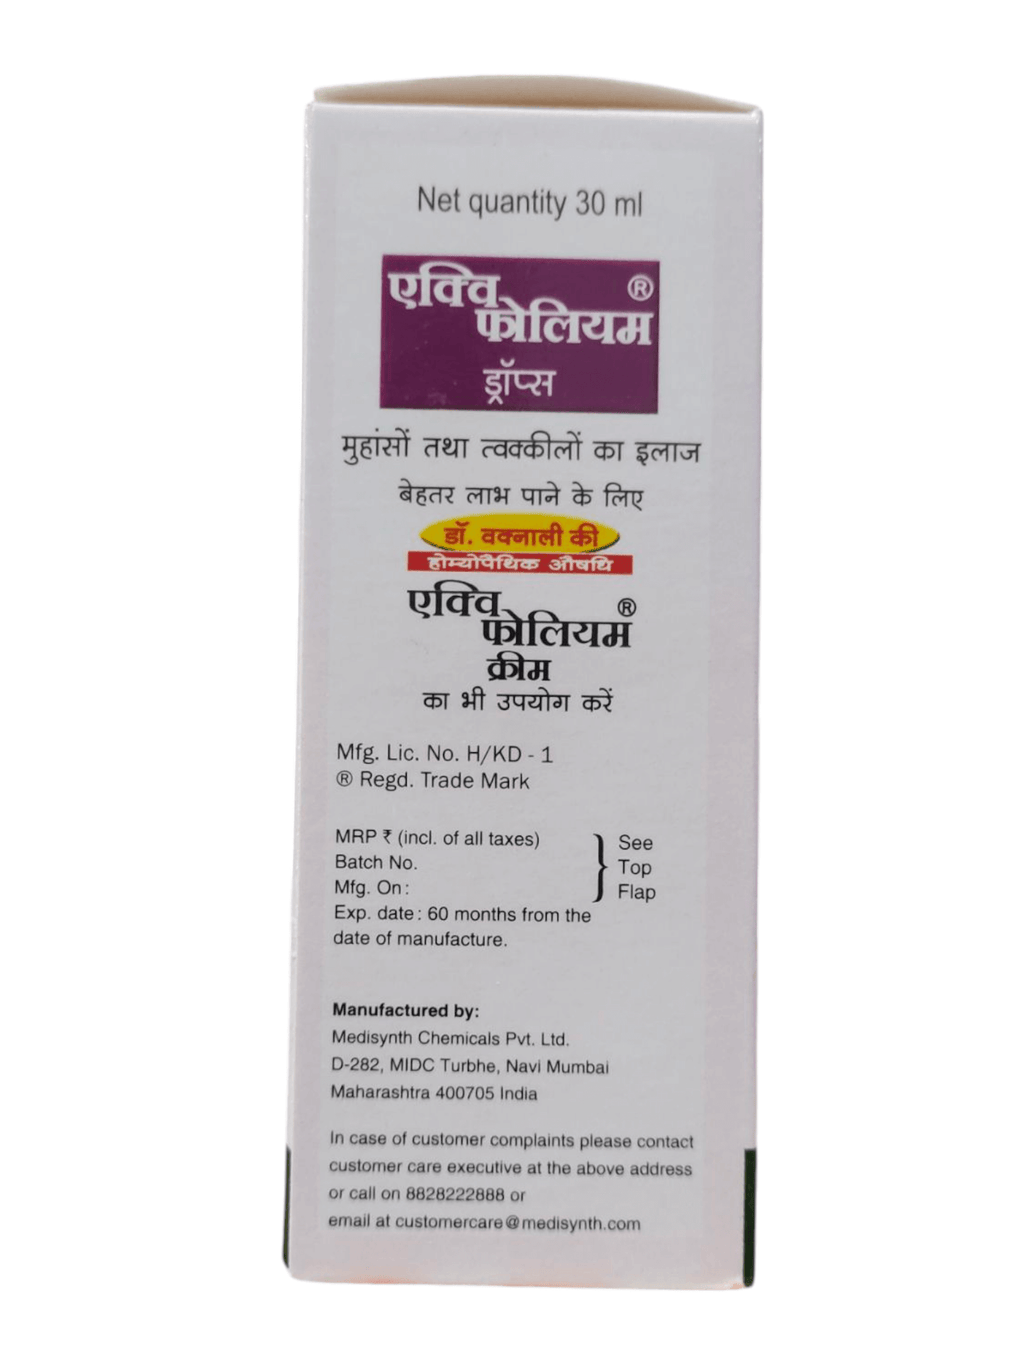 Net quantity 30 ml
एक्वि
फोलियम®
ड्रॉप्स
मुहांसों तथा त्वक्कीलों का इलाज
बेहतर लाभ पाने के लिए
डॉ. वक्नाली की
होम्योपैथिक औषधि
एक्वि
फोलियम®
क्रीम
का भी उपयोग करें
Mfg. Lic. No. H/KD - 1
® Regd. Trade Mark
MRP ₹ (incl. of all taxes) } See
Batch No. Top
Mfg. On : Flap
Exp. date : 60 months from the
date of manufacture.
Manufactured by:
Medisynth Chemicals Pvt. Ltd.
D-282, MIDC Turbhe, Navi Mumbai
Maharashtra 400705 India
In case of customer complaints please contact
customer care executive at the above address
or call on 8828222888 or
email at customercare@medisynth.com